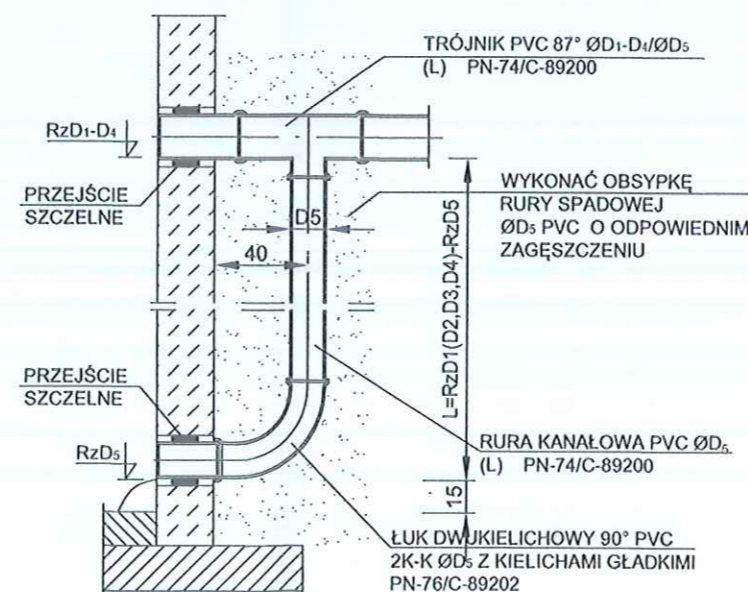 TRÓJNIK PVC 87° ØD₁-D₄/ØD₅
(L) PN-74/C-89200
RzD₁-D₄
PRZEJŚCIE
SZCZELNE
WYKONAĆ OBSYPKĘ
RURY SPADOWEJ
ØD₅ PVC O ODPOWIEDNIM
ZAGĘSZCZENIU
D5
40
L=RzD1(D2,D3,D4)-RzD5
PRZEJŚCIE
SZCZELNE
RzD₅
RURA KANAŁOWA PVC ØD₅
(L) PN-74/C-89200
15
ŁUK DWUKIELICHOWY 90° PVC
2K-K ØD₅ Z KIELICHAMI GŁADKIMI
PN-76/C-89202